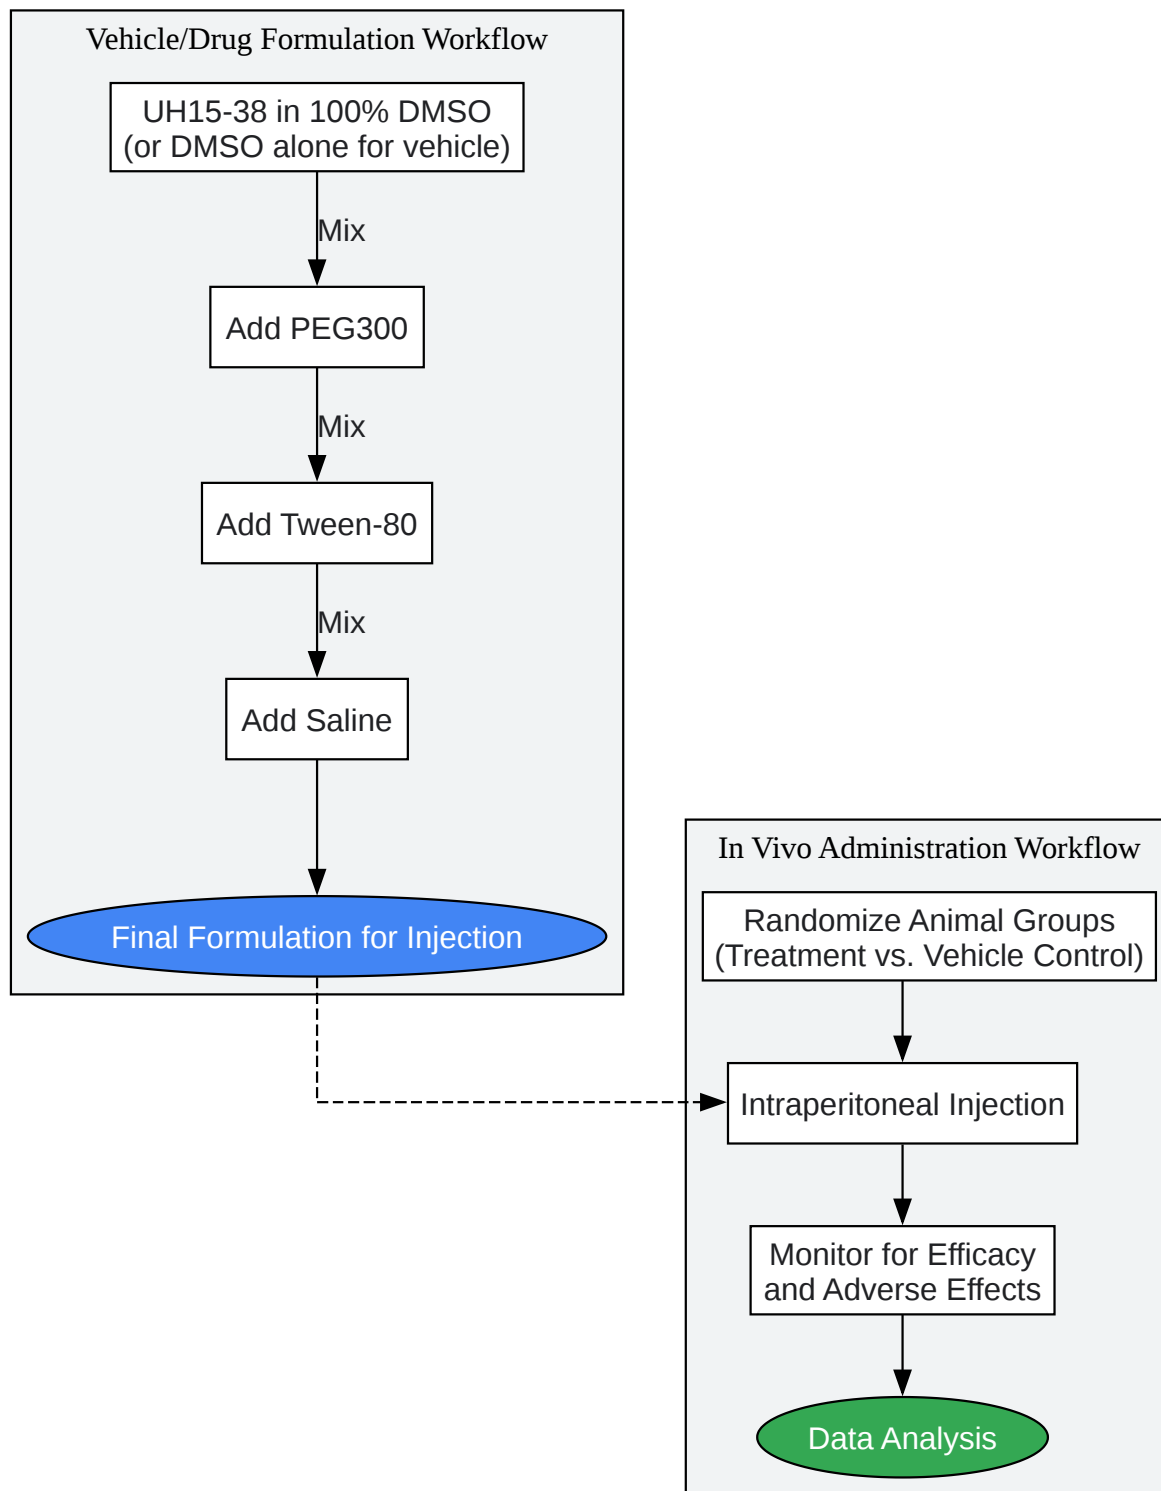 Vehicle/Drug Formulation Workflow
UH15-38 in 100% DMSO
(or DMSO alone for vehicle)
Mix
Add PEG300
Mix
Add Tween-80
Mix
Add Saline
Final Formulation for Injection
In Vivo Administration Workflow
Randomize Animal Groups
(Treatment vs. Vehicle Control)
Intraperitoneal Injection
Monitor for Efficacy
and Adverse Effects
Data Analysis